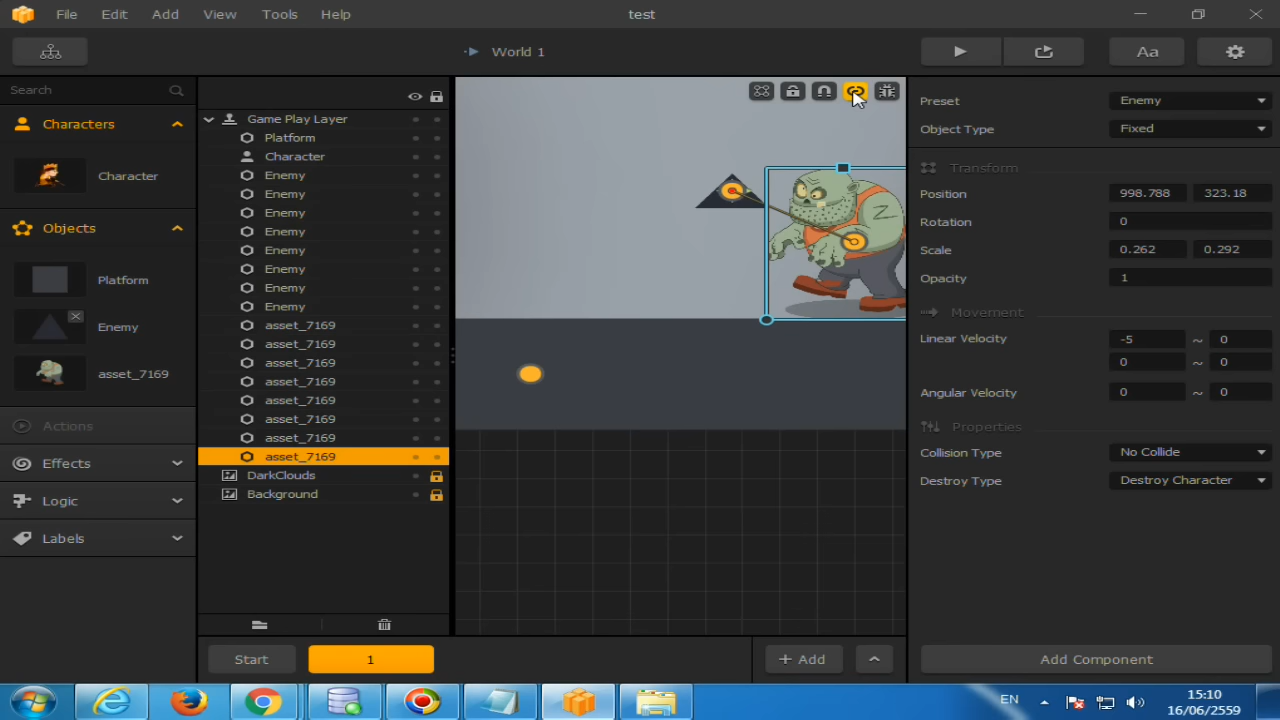 File Edit Add View Tools Help test
World 1
Aa
Search
Characters
Character
Objects
Platform
Enemy
asset_7169
Actions
Effects
Logic
Labels
Game Play Layer
Platform
Character
Enemy
Enemy
Enemy
Enemy
Enemy
Enemy
Enemy
Enemy
asset_7169
asset_7169
asset_7169
asset_7169
asset_7169
asset_7169
asset_7169
asset_7169
DarkClouds
Background
Start 1 + Add
Z
Preset Enemy
Object Type Fixed
Transform
Position 998.788 323.18
Rotation 0
Scale 0.262 0.292
Opacity 1
Movement
Linear Velocity -5 ~ 0
0 ~ 0
Angular Velocity 0 ~ 0
Properties
Collision Type No Collide
Destroy Type Destroy Character
Add Component
EN 15:10
16/06/2559